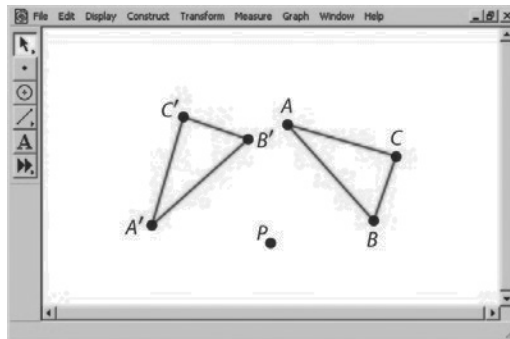 File Edit Display Construct Transform Measure Graph Window Help
A
C′
B′
C
A′
P
B
A